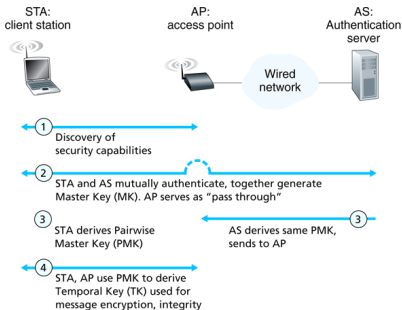 STA:
client station
AP:
access point
AS:
Authentication
server
Wired
network
1
Discovery of
security capabilities
2
STA and AS mutually authenticate, together generate
Master Key (MK). AP serves as "pass through"
3
STA derives Pairwise
Master Key (PMK)
3
AS derives same PMK,
sends to AP
4
STA, AP use PMK to derive
Temporal Key (TK) used for
message encryption, integrity